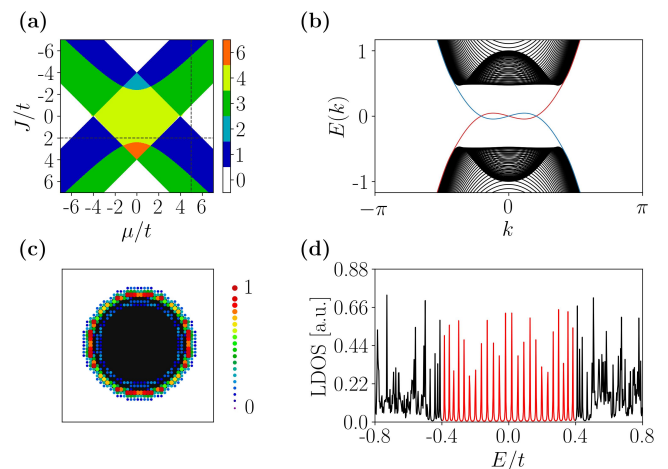 (a)
-6
-4
-2
0
2
4
6
J/t
-6 -4 -2 0 2 4 6
μ/t
6
5
4
3
2
1
0
(b)
1
0
-1
E(k)
−π 0 π
k
(c)
1
0
(d)
0.88
0.66
0.44
0.22
0.0
LDOS [a.u.]
-0.8 -0.4 0.0 0.4 0.8
E/t